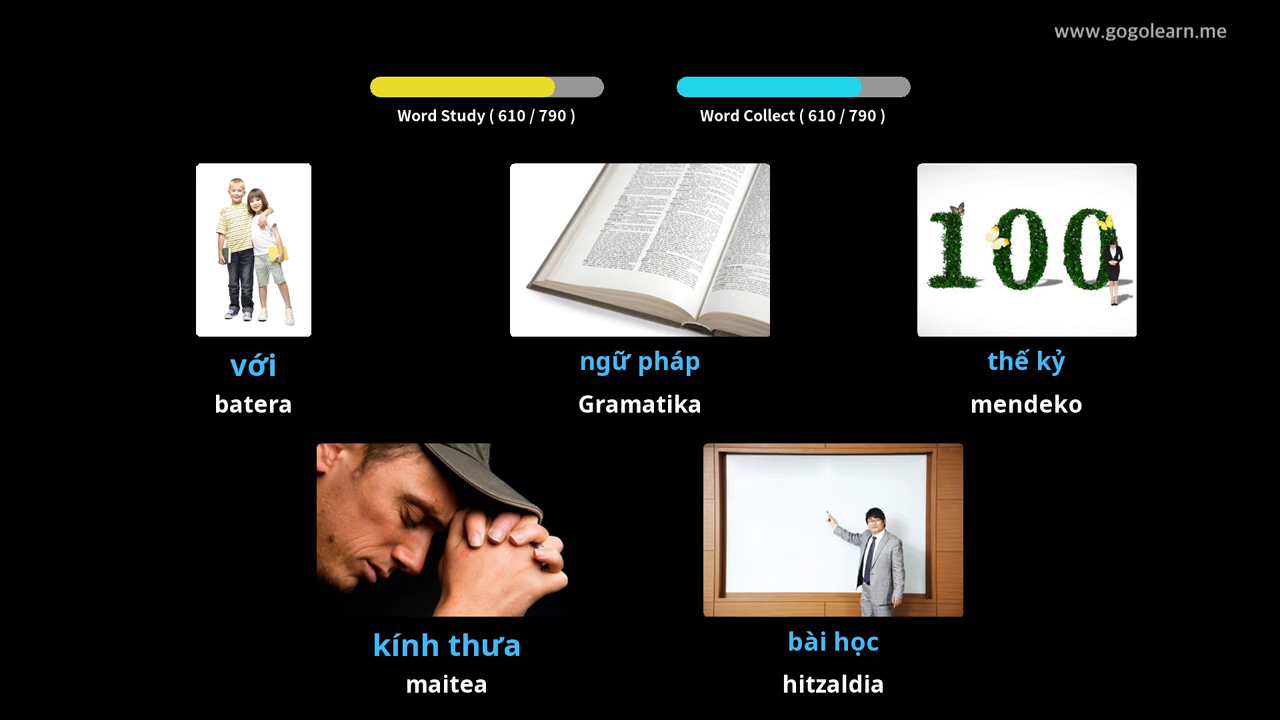 www.gogolearn.me
Word Study ( 610 / 790 )
Word Collect ( 610 / 790 )
100
với
batera
ngữ pháp
Gramatika
thế kỷ
mendeko
kính thưa
maitea
bài học
hitzaldia